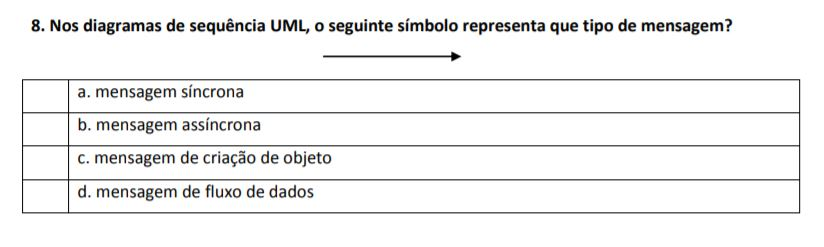 8. Nos diagramas de sequência UML, o seguinte símbolo representa que tipo de mensagem?
a. mensagem síncrona
b. mensagem assíncrona
c. mensagem de criação de objeto
d. mensagem de fluxo de dados